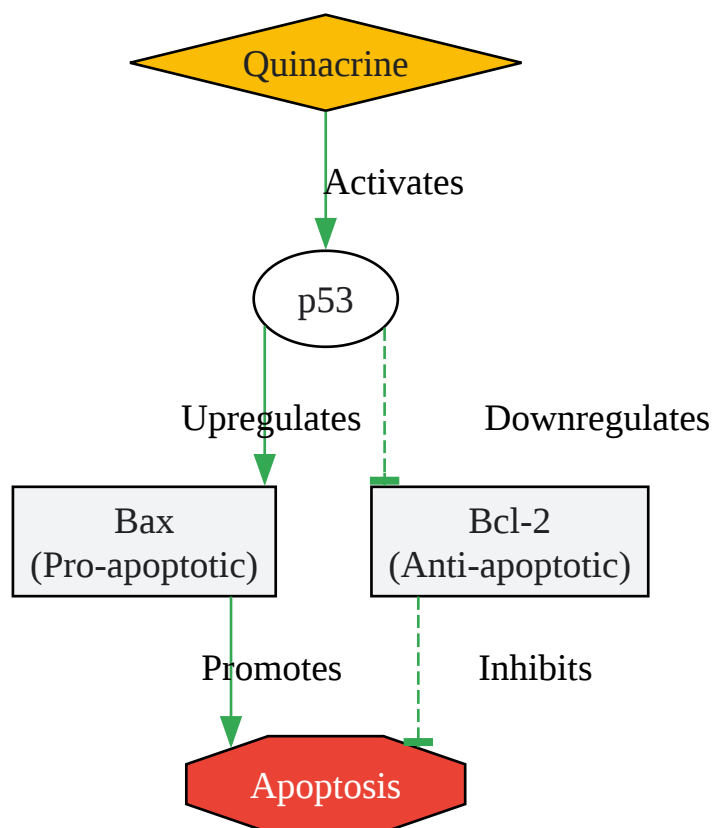 Quinacrine
Activates
p53
Upregulates
Downregulates
Bax
(Pro-apoptotic)
Bcl-2
(Anti-apoptotic)
Promotes
Inhibits
Apoptosis